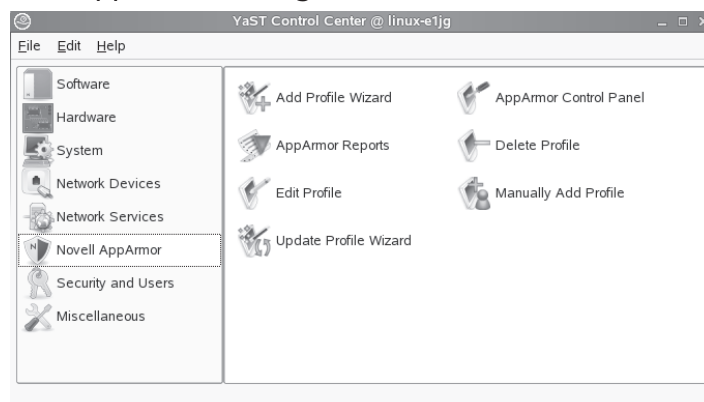 YaST Control Center @ linux-e1jg
File Edit Help
Software
Hardware
System
Network Devices
Network Services
Novell AppArmor
Security and Users
Miscellaneous
Add Profile Wizard
AppArmor Control Panel
AppArmor Reports
Delete Profile
Edit Profile
Manually Add Profile
Update Profile Wizard